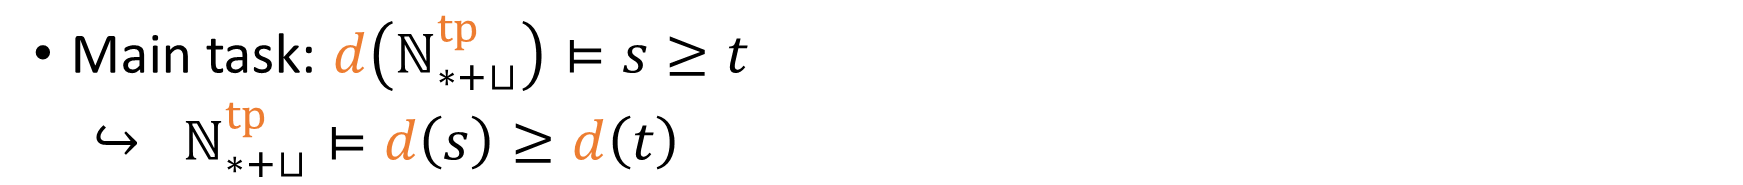 • Main task: d(ℕ^tp_{*+⊔}) ⊨ s ≥ t
↪ ℕ^tp_{*+⊔} ⊨ d(s) ≥ d(t)